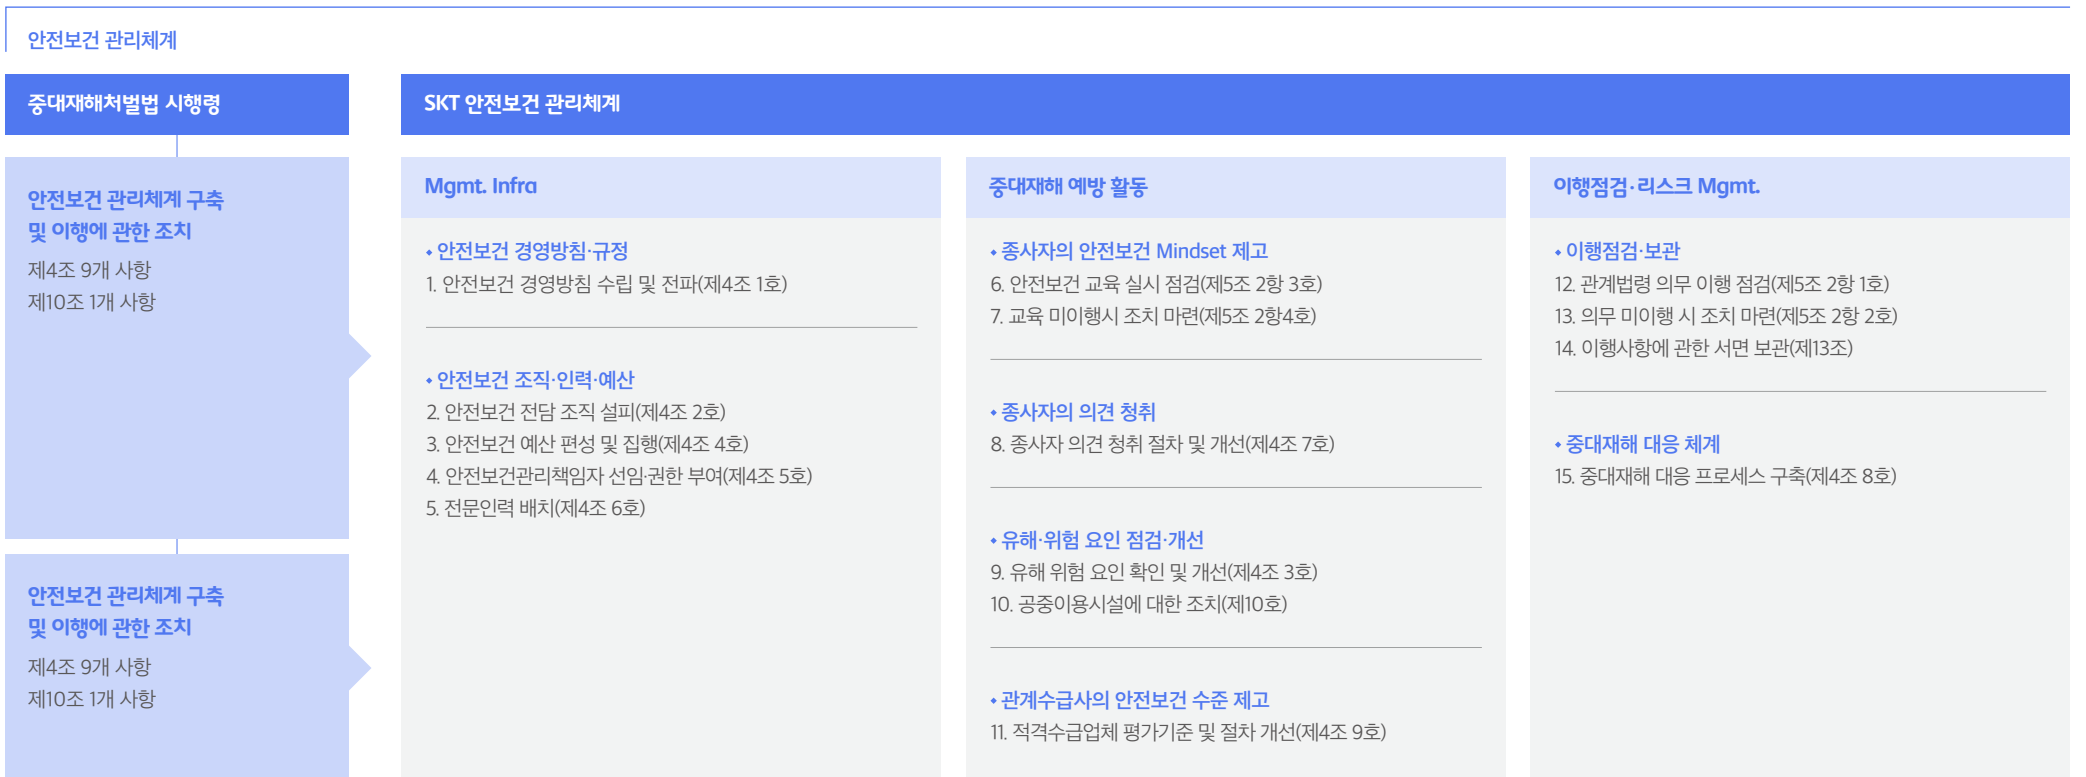 안전보건 관리체계
중대재해처벌법 시행령
안전보건 관리체계 구축
및 이행에 관한 조치
제4조 9개 사항
제10조 1개 사항
안전보건 관리체계 구축
및 이행에 관한 조치
제4조 9개 사항
제10조 1개 사항
SKT 안전보건 관리체계
Mgmt. Infra
• 안전보건 경영방침·규정
1. 안전보건 경영방침 수립 및 전파(제4조 1호)
• 안전보건 조직·인력·예산
2. 안전보건 전담 조직 설피(제4조 2호)
3. 안전보건 예산 편성 및 집행(제4조 4호)
4. 안전보건관리책임자 선임·권한 부여(제4조 5호)
5. 전문인력 배치(제4조 6호)
중대재해 예방 활동
• 종사자의 안전보건 Mindset 제고
6. 안전보건 교육 실시 점검(제5조 2항 3호)
7. 교육 미이행시 조치 마련(제5조 2항4호)
• 종사자의 의견 청취
8. 종사자 의견 청취 절차 및 개선(제4조 7호)
• 유해·위험 요인 점검·개선
9. 유해 위험 요인 확인 및 개선(제4조 3호)
10. 공중이용시설에 대한 조치(제10호)
• 관계수급사의 안전보건 수준 제고
11. 적격수급업체 평가기준 및 절차 개선(제4조 9호)
이행점검·리스크 Mgmt.
• 이행점검·보관
12. 관계법령 의무 이행 점검(제5조 2항 1호)
13. 의무 미이행 시 조치 마련(제5조 2항 2호)
14. 이행사항에 관한 서면 보관(제13조)
• 중대재해 대응 체계
15. 중대재해 대응 프로세스 구축(제4조 8호)